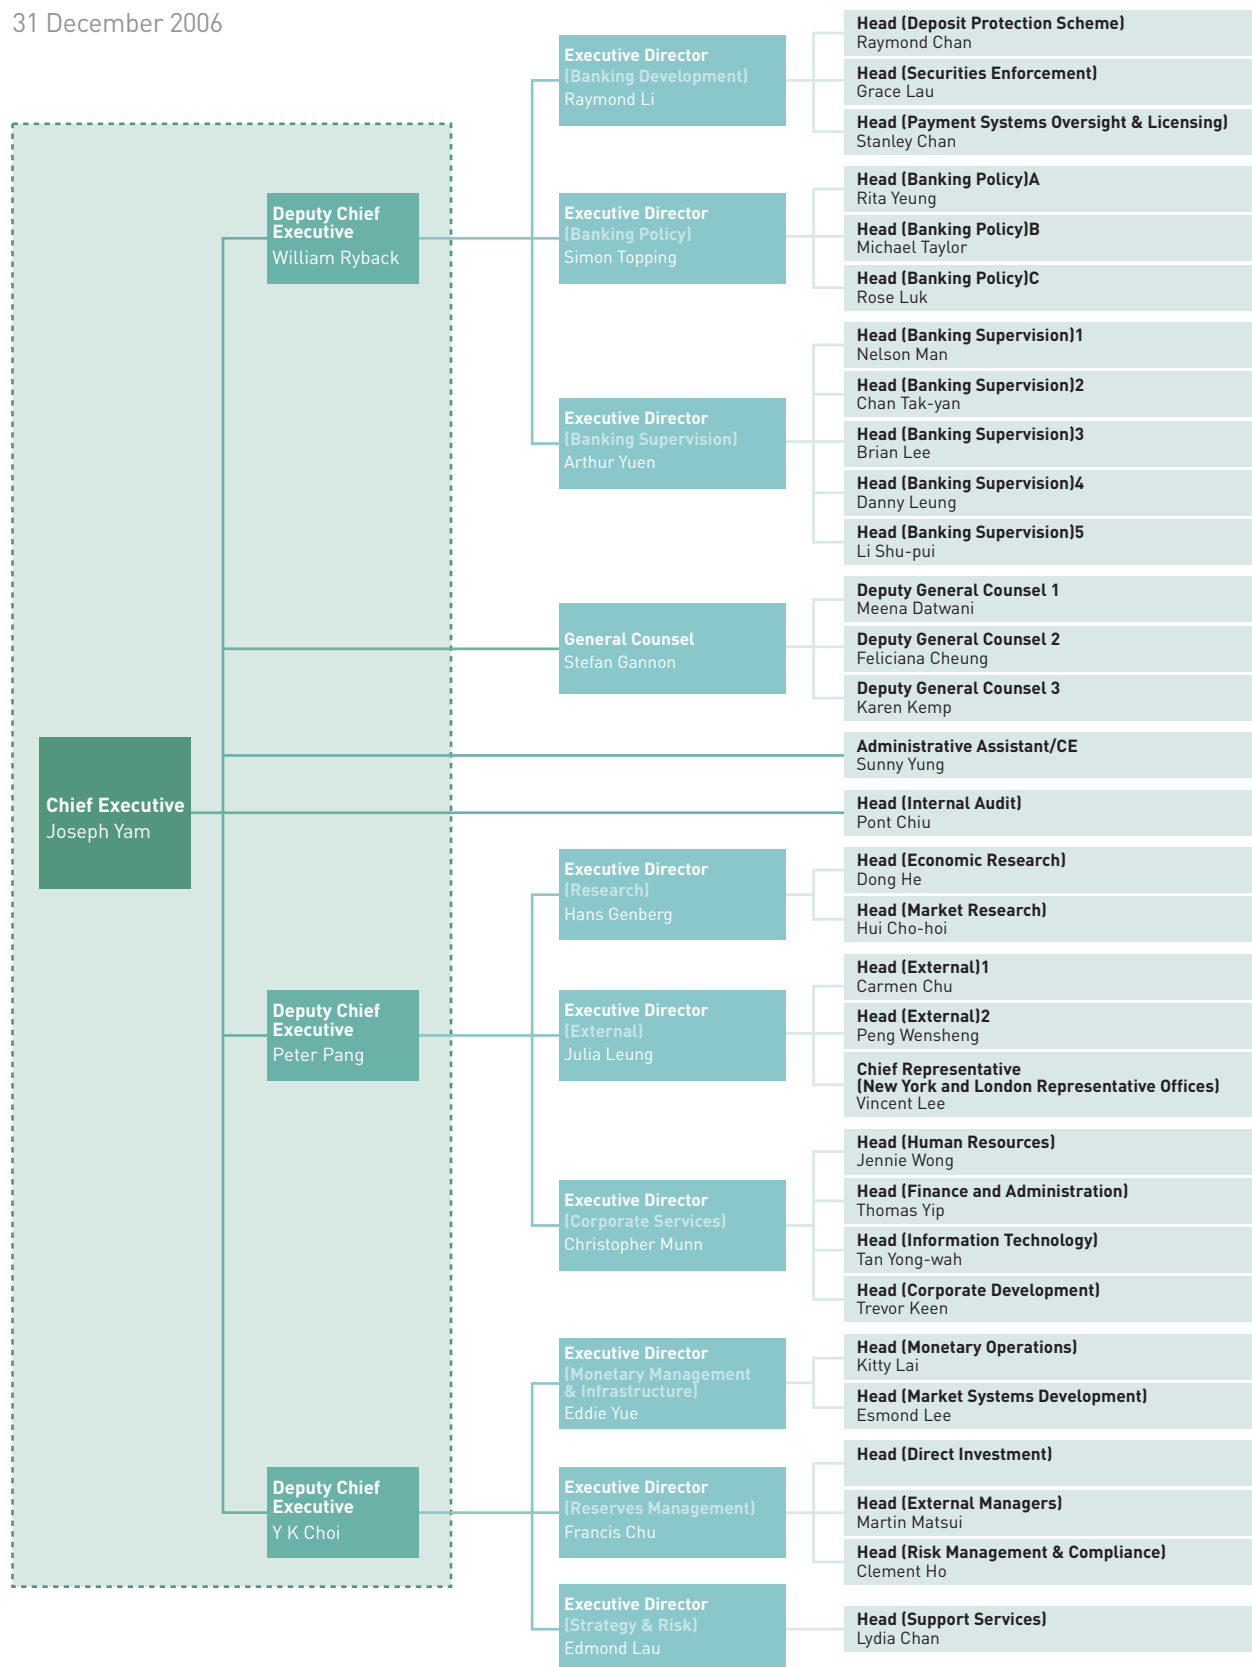 31 December 2006
Chief Executive
Joseph Yam
Deputy Chief
Executive
William Ryback
Executive Director
(Banking Development)
Raymond Li
Head (Deposit Protection Scheme)
Raymond Chan
Head (Securities Enforcement)
Grace Lau
Head (Payment Systems Oversight & Licensing)
Stanley Chan
Executive Director
(Banking Policy)
Simon Topping
Head (Banking Policy)A
Rita Yeung
Head (Banking Policy)B
Michael Taylor
Head (Banking Policy)C
Rose Luk
Executive Director
(Banking Supervision)
Arthur Yuen
Head (Banking Supervision)1
Nelson Man
Head (Banking Supervision)2
Chan Tak-yan
Head (Banking Supervision)3
Brian Lee
Head (Banking Supervision)4
Danny Leung
Head (Banking Supervision)5
Li Shu-pui
General Counsel
Stefan Gannon
Deputy General Counsel 1
Meena Datwani
Deputy General Counsel 2
Feliciana Cheung
Deputy General Counsel 3
Karen Kemp
Administrative Assistant/CE
Sunny Yung
Head (Internal Audit)
Pont Chiu
Deputy Chief
Executive
Peter Pang
Executive Director
(Research)
Hans Genberg
Head (Economic Research)
Dong He
Head (Market Research)
Hui Cho-hoi
Executive Director
(External)
Julia Leung
Head (External)1
Carmen Chu
Head (External)2
Peng Wensheng
Chief Representative
(New York and London Representative Offices)
Vincent Lee
Executive Director
(Corporate Services)
Christopher Munn
Head (Human Resources)
Jennie Wong
Head (Finance and Administration)
Thomas Yip
Head (Information Technology)
Tan Yong-wah
Head (Corporate Development)
Trevor Keen
Deputy Chief
Executive
Y K Choi
Executive Director
(Monetary Management
& Infrastructure)
Eddie Yue
Head (Monetary Operations)
Kitty Lai
Head (Market Systems Development)
Esmond Lee
Executive Director
(Reserves Management)
Francis Chu
Head (Direct Investment)
Head (External Managers)
Martin Matsui
Head (Risk Management & Compliance)
Clement Ho
Executive Director
(Strategy & Risk)
Edmond Lau
Head (Support Services)
Lydia Chan